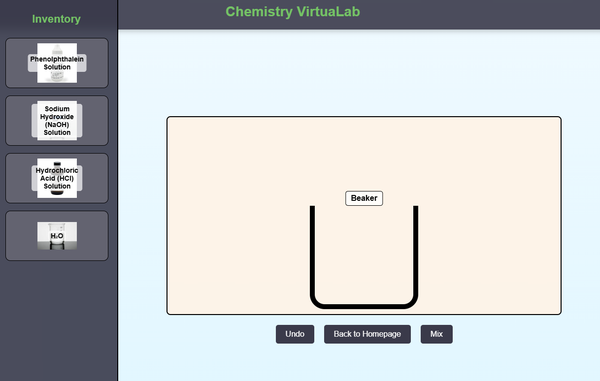 Inventory
Chemistry VirtuaLab
Phenolphthalein
Solution
Sodium
Hydroxide
(NaOH)
Solution
Hydrochloric
Acid (HCl)
Solution
H₂O
Beaker
Undo
Back to Homepage
Mix